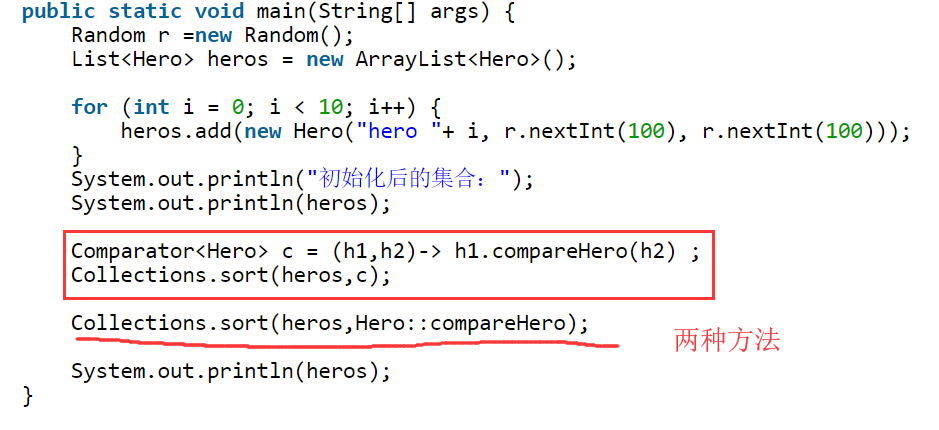 public static void main(String[] args) {
    Random r =new Random();
    List<Hero> heros = new ArrayList<Hero>();
    for (int i = 0; i < 10; i++) {
        heros.add(new Hero("hero "+ i, r.nextInt(100), r.nextInt(100)));
    }
    System.out.println("初始化后的集合：");
    System.out.println(heros);
    Comparator<Hero> c = (h1,h2)-> h1.compareHero(h2) ;
    Collections.sort(heros,c);
    Collections.sort(heros,Hero::compareHero);
两种方法
    System.out.println(heros);
}